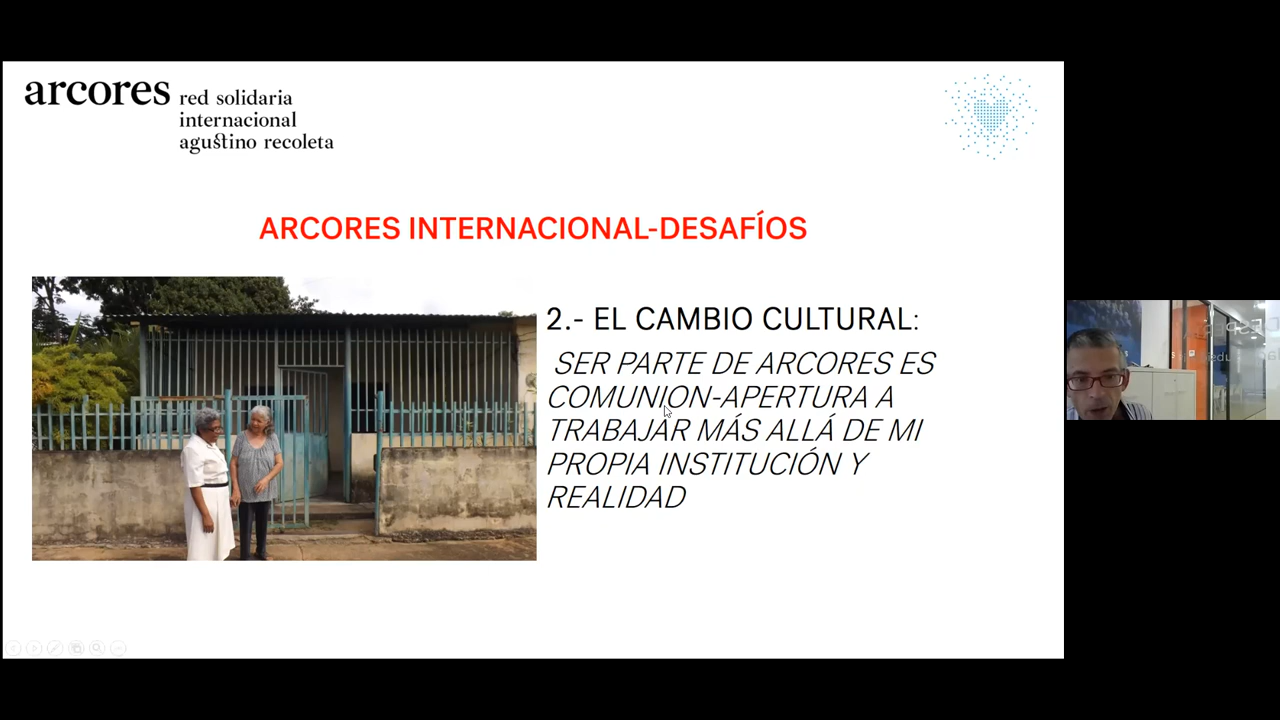 arcores
red solidaria
internacional
agustino recoleta
ARCORES INTERNACIONAL-DESAFÍOS
2.- EL CAMBIO CULTURAL:
SER PARTE DE ARCORES ES
COMUNION-APERTURA A
TRABAJAR MÁS ALLÁ DE MI
PROPIA INSTITUCIÓN Y
REALIDAD